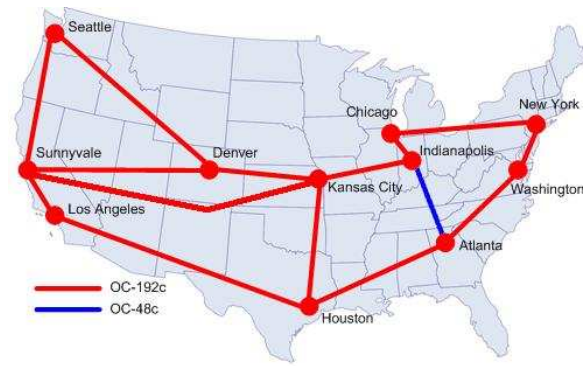 Seattle
New York
Chicago
Sunnyvale
Denver
Indianapolis
Kansas City
Washington
Los Angeles
Atlanta
OC-192c
OC-48c
Houston